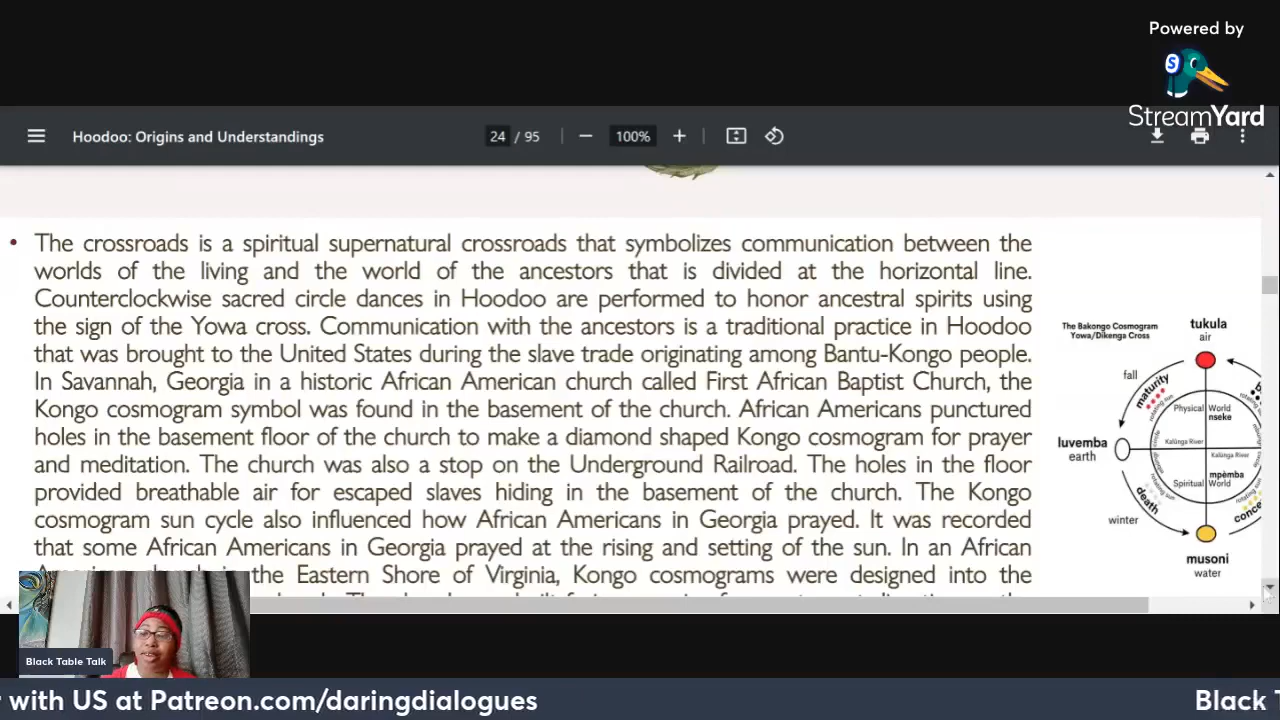 Powered by
StreamYard
Hoodoo: Origins and Understandings
24 / 95
100%
• The crossroads is a spiritual supernatural crossroads that symbolizes communication between the
worlds of the living and the world of the ancestors that is divided at the horizontal line.
Counterclockwise sacred circle dances in Hoodoo are performed to honor ancestral spirits using
the sign of the Yowa cross. Communication with the ancestors is a traditional practice in Hoodoo
that was brought to the United States during the slave trade originating among Bantu-Kongo people.
In Savannah, Georgia in a historic African American church called First African Baptist Church, the
Kongo cosmogram symbol was found in the basement of the church. African Americans punctured
holes in the basement floor of the church to make a diamond shaped Kongo cosmogram for prayer
and meditation. The church was also a stop on the Underground Railroad. The holes in the floor
provided breathable air for escaped slaves hiding in the basement of the church. The Kongo
cosmogram sun cycle also influenced how African Americans in Georgia prayed. It was recorded
that some African Americans in Georgia prayed at the rising and setting of the sun. In an African
the Eastern Shore of Virginia, Kongo cosmograms were designed into the
The Bakongo Cosmogram
Yowa/Dikenga Cross
tukula
air
fall
maturity
rotating sun
Physical World
nseke
luvemba
earth
Kalûnga River
Kalûnga River
mpèmba
Spiritual World
death
rotating sun
conce
winter
musoni
water
Black Table Talk
with US at Patreon.com/daringdialogues
Black